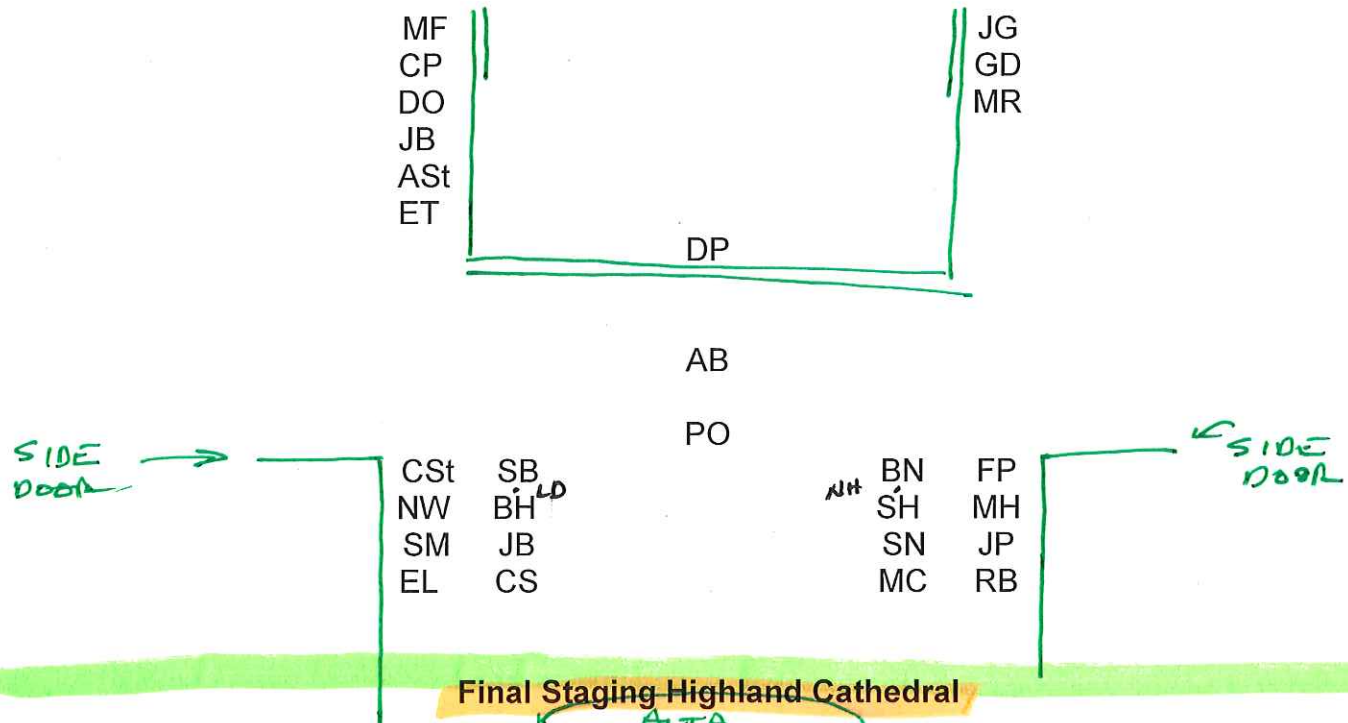 MF JG
CP GD
DO MR
JB
ASt
ET
DP
AB
PO
SIDE DOOR → ↙ SIDE DOOR
CSt SB BN FP
LD NH
NW BH SH MH
SM JB SN JP
EL CS MC RB
Final Staging Highland Cathedral